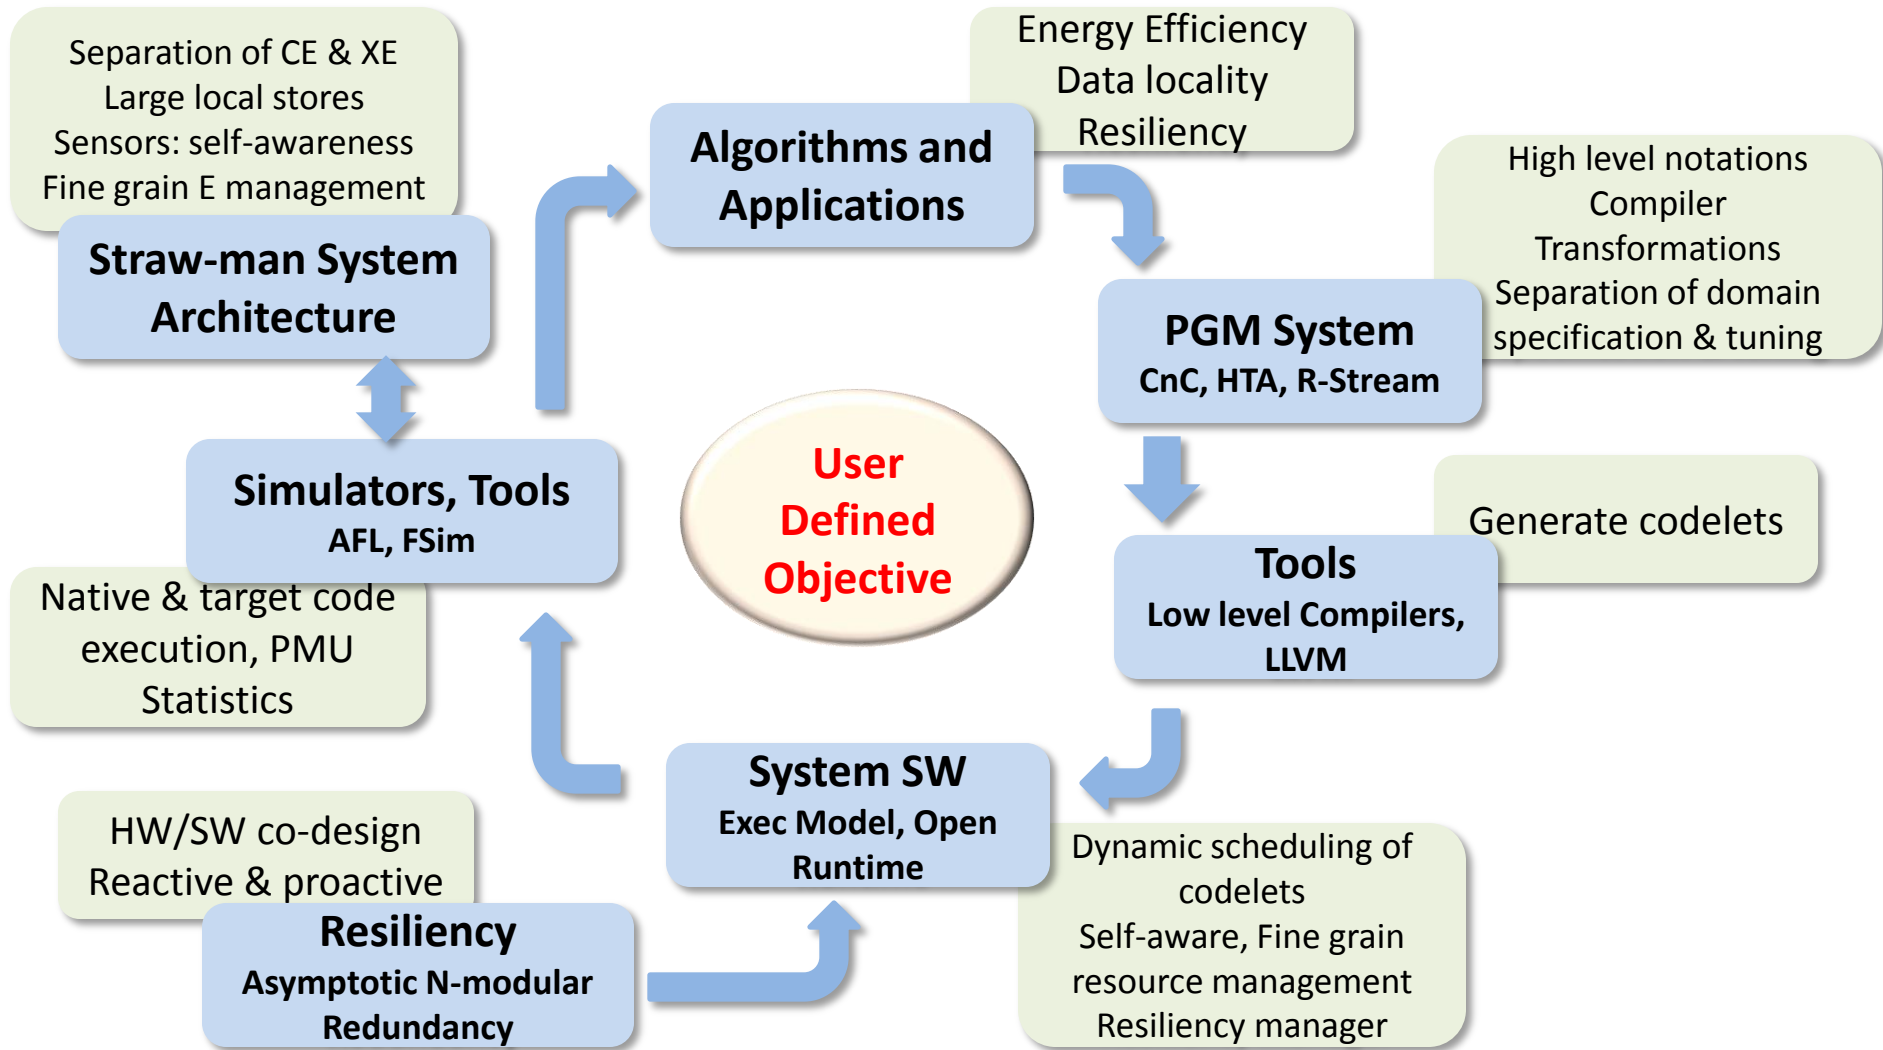 Separation of CE & XE
Large local stores
Sensors: self-awareness
Fine grain E management
Straw-man System
Architecture
Energy Efficiency
Data locality
Resiliency
Algorithms and
Applications
High level notations
Compiler
Transformations
Separation of domain
specification & tuning
PGM System
CnC, HTA, R-Stream
User
Defined
Objective
Simulators, Tools
AFL, FSim
Native & target code
execution, PMU
Statistics
Generate codelets
Tools
Low level Compilers,
LLVM
System SW
Exec Model, Open
Runtime
Dynamic scheduling of
codelets
Self-aware, Fine grain
resource management
Resiliency manager
HW/SW co-design
Reactive & proactive
Resiliency
Asymptotic N-modular
Redundancy